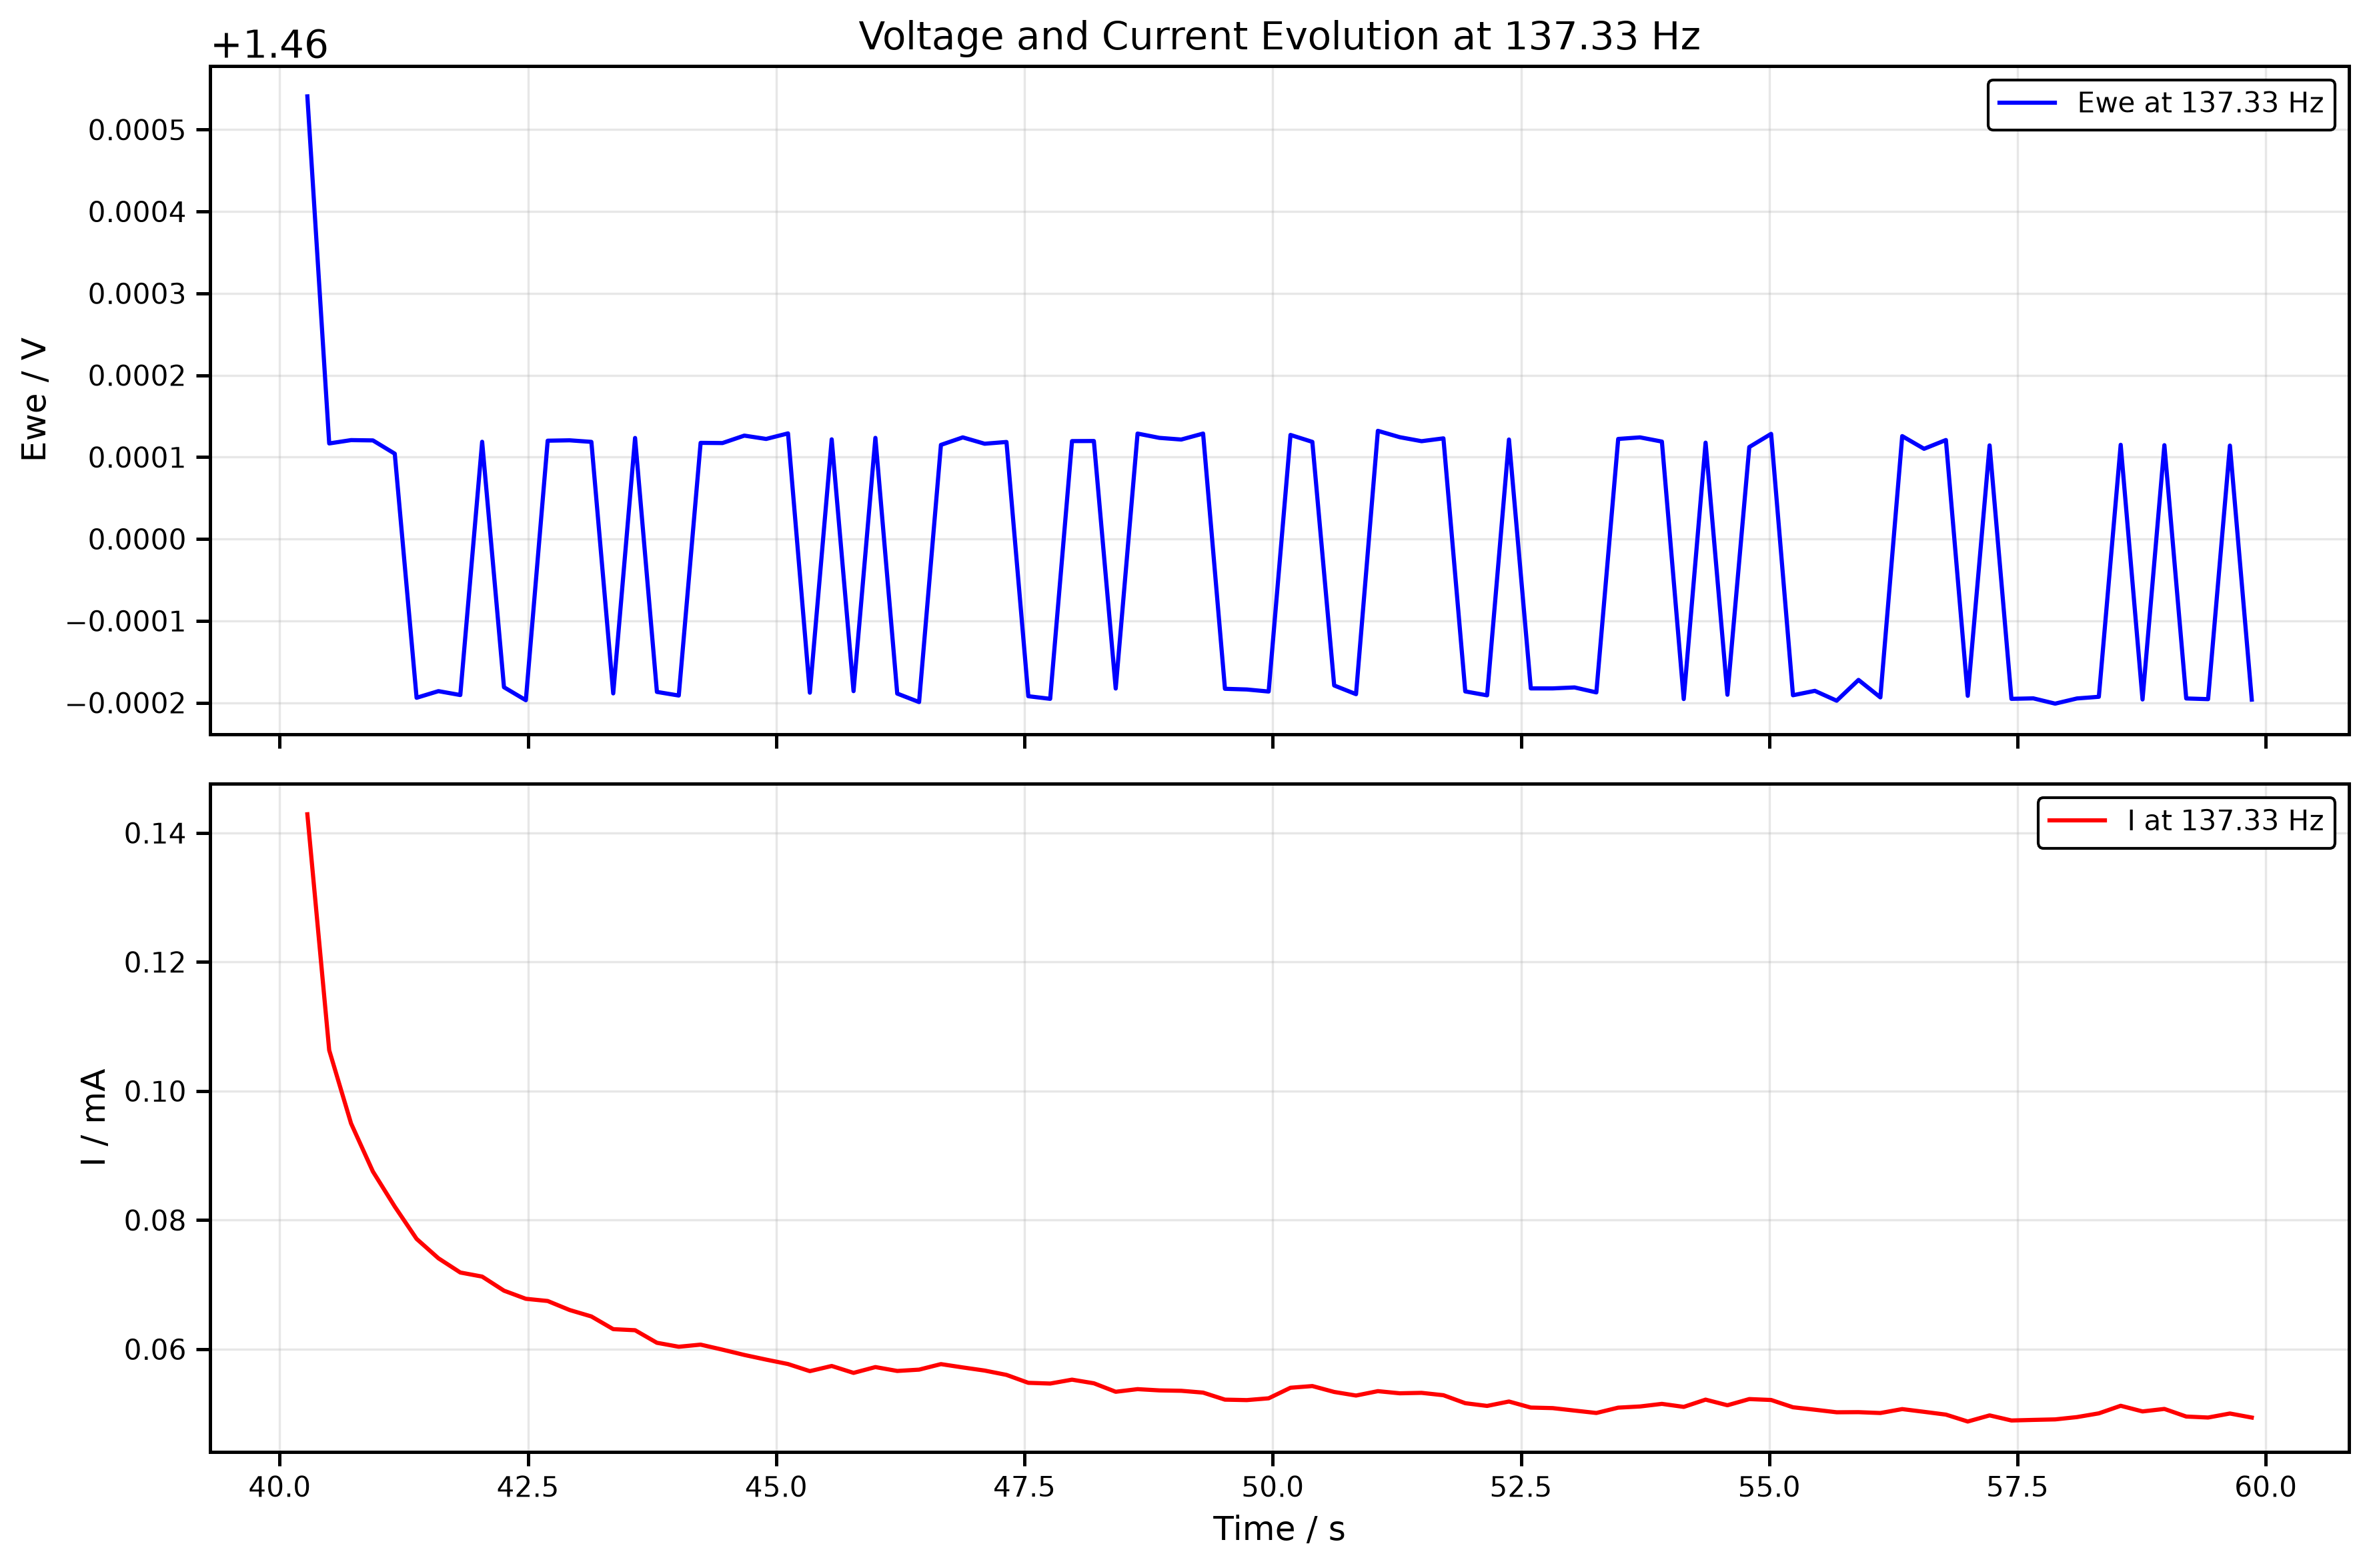 Voltage and Current Evolution at 137.33 Hz
+1.46
Ewe at 137.33 Hz
0.0005
0.0004
0.0003
0.0002
0.0001
0.0000
−0.0001
−0.0002
Ewe / V
I at 137.33 Hz
0.14
0.12
0.10
0.08
0.06
I / mA
40.0 42.5 45.0 47.5 50.0 52.5 55.0 57.5 60.0
Time / s